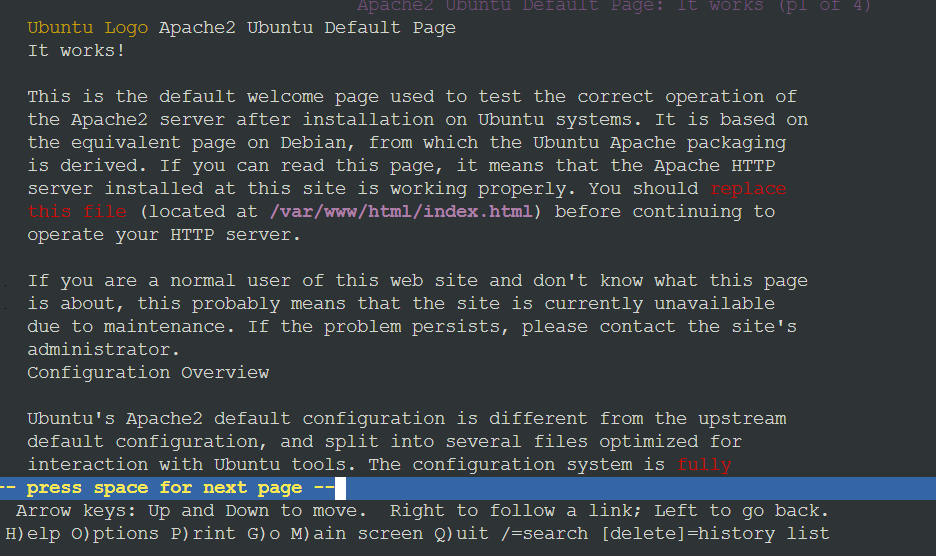 Apache2 Ubuntu Default Page: It works (p1 of 4)
Ubuntu Logo Apache2 Ubuntu Default Page
It works!
This is the default welcome page used to test the correct operation of
the Apache2 server after installation on Ubuntu systems. It is based on
the equivalent page on Debian, from which the Ubuntu Apache packaging
is derived. If you can read this page, it means that the Apache HTTP
server installed at this site is working properly. You should replace
this file (located at /var/www/html/index.html) before continuing to
operate your HTTP server.
If you are a normal user of this web site and don't know what this page
is about, this probably means that the site is currently unavailable
due to maintenance. If the problem persists, please contact the site's
administrator.
Configuration Overview
Ubuntu's Apache2 default configuration is different from the upstream
default configuration, and split into several files optimized for
interaction with Ubuntu tools. The configuration system is fully
-- press space for next page --
Arrow keys: Up and Down to move.  Right to follow a link; Left to go back.
H)elp O)ptions P)rint G)o M)ain screen Q)uit /=search [delete]=history list